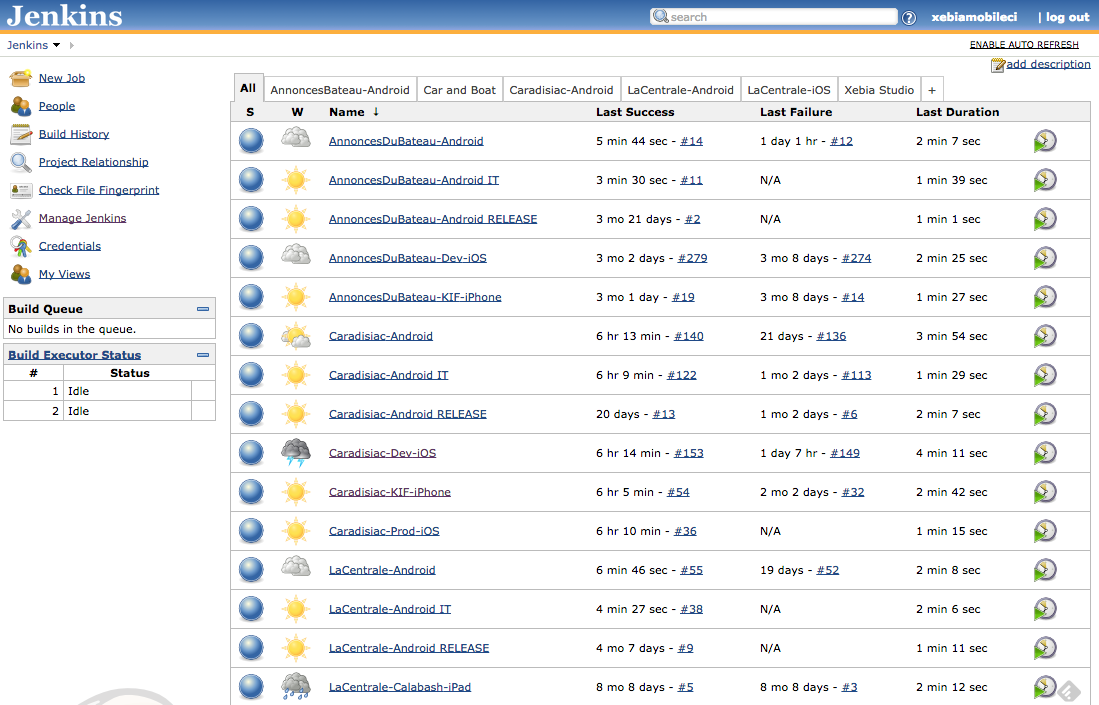 Jenkins
search
xebiamobileci | log out
Jenkins
ENABLE AUTO REFRESH
add description
New Job
People
Build History
Project Relationship
Check File Fingerprint
Manage Jenkins
Credentials
My Views
Build Queue
No builds in the queue.
Build Executor Status
# Status
1 Idle
2 Idle
All AnnoncesBateau-Android Car and Boat Caradisiac-Android LaCentrale-Android LaCentrale-iOS Xebia Studio +
S W Name ↓ Last Success Last Failure Last Duration
AnnoncesDuBateau-Android 5 min 44 sec - #14 1 day 1 hr - #12 2 min 7 sec
AnnoncesDuBateau-Android IT 3 min 30 sec - #11 N/A 1 min 39 sec
AnnoncesDuBateau-Android RELEASE 3 mo 21 days - #2 N/A 1 min 1 sec
AnnoncesDuBateau-Dev-iOS 3 mo 2 days - #279 3 mo 8 days - #274 2 min 25 sec
AnnoncesDuBateau-KIF-iPhone 3 mo 1 day - #19 3 mo 8 days - #14 1 min 27 sec
Caradisiac-Android 6 hr 13 min - #140 21 days - #136 3 min 54 sec
Caradisiac-Android IT 6 hr 9 min - #122 1 mo 2 days - #113 1 min 29 sec
Caradisiac-Android RELEASE 20 days - #13 1 mo 2 days - #6 2 min 7 sec
Caradisiac-Dev-iOS 6 hr 14 min - #153 1 day 7 hr - #149 4 min 11 sec
Caradisiac-KIF-iPhone 6 hr 5 min - #54 2 mo 2 days - #32 2 min 42 sec
Caradisiac-Prod-iOS 6 hr 10 min - #36 N/A 1 min 15 sec
LaCentrale-Android 6 min 46 sec - #55 19 days - #52 2 min 8 sec
LaCentrale-Android IT 4 min 27 sec - #38 N/A 2 min 6 sec
LaCentrale-Android RELEASE 4 mo 7 days - #9 N/A 1 min 11 sec
LaCentrale-Calabash-iPad 8 mo 8 days - #5 8 mo 8 days - #3 2 min 12 sec